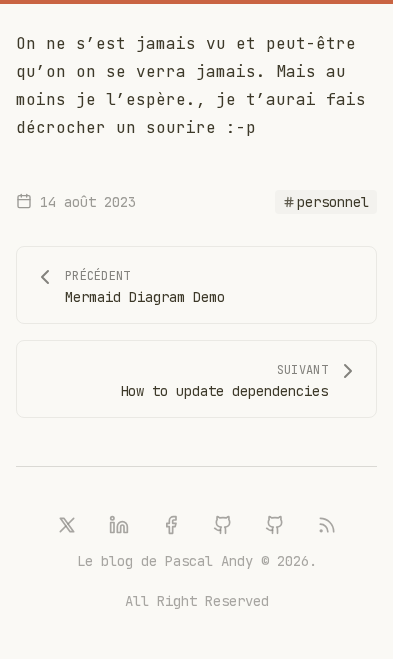 On ne s’est jamais vu et peut-être
qu’on on se verra jamais. Mais au
moins je l’espère., je t’aurai fais
décrocher un sourire :-p
14 août 2023
#personnel
PRÉCÉDENT
Mermaid Diagram Demo
SUIVANT
How to update dependencies
Le blog de Pascal Andy © 2026.
All Right Reserved